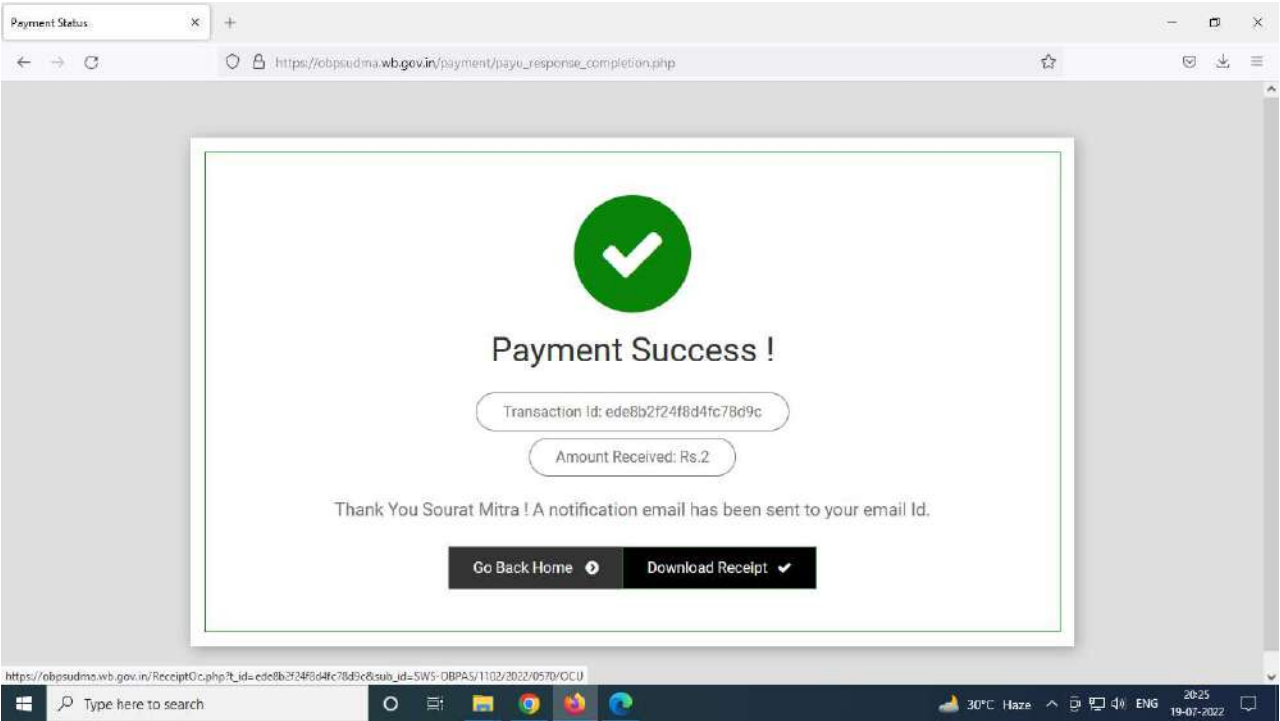 Payment Status
https://obpsudma.wb.gov.in/payment/payu_response_completion.php
Payment Success !
Transaction Id: ede8b2f24f8d4fc78d9c
Amount Received: Rs.2
Thank You Sourat Mitra ! A notification email has been sent to your email Id.
Go Back Home
Download Receipt
https://obpsudma.wb.gov.in/ReceiptOc.php?t_id=ede8b2f24f8d4fc78d9c&sub_id=SWS-OBPAS/1102/2022/0570/OCU
Type here to search
30°C Haze
ENG
20:25
19-07-2022